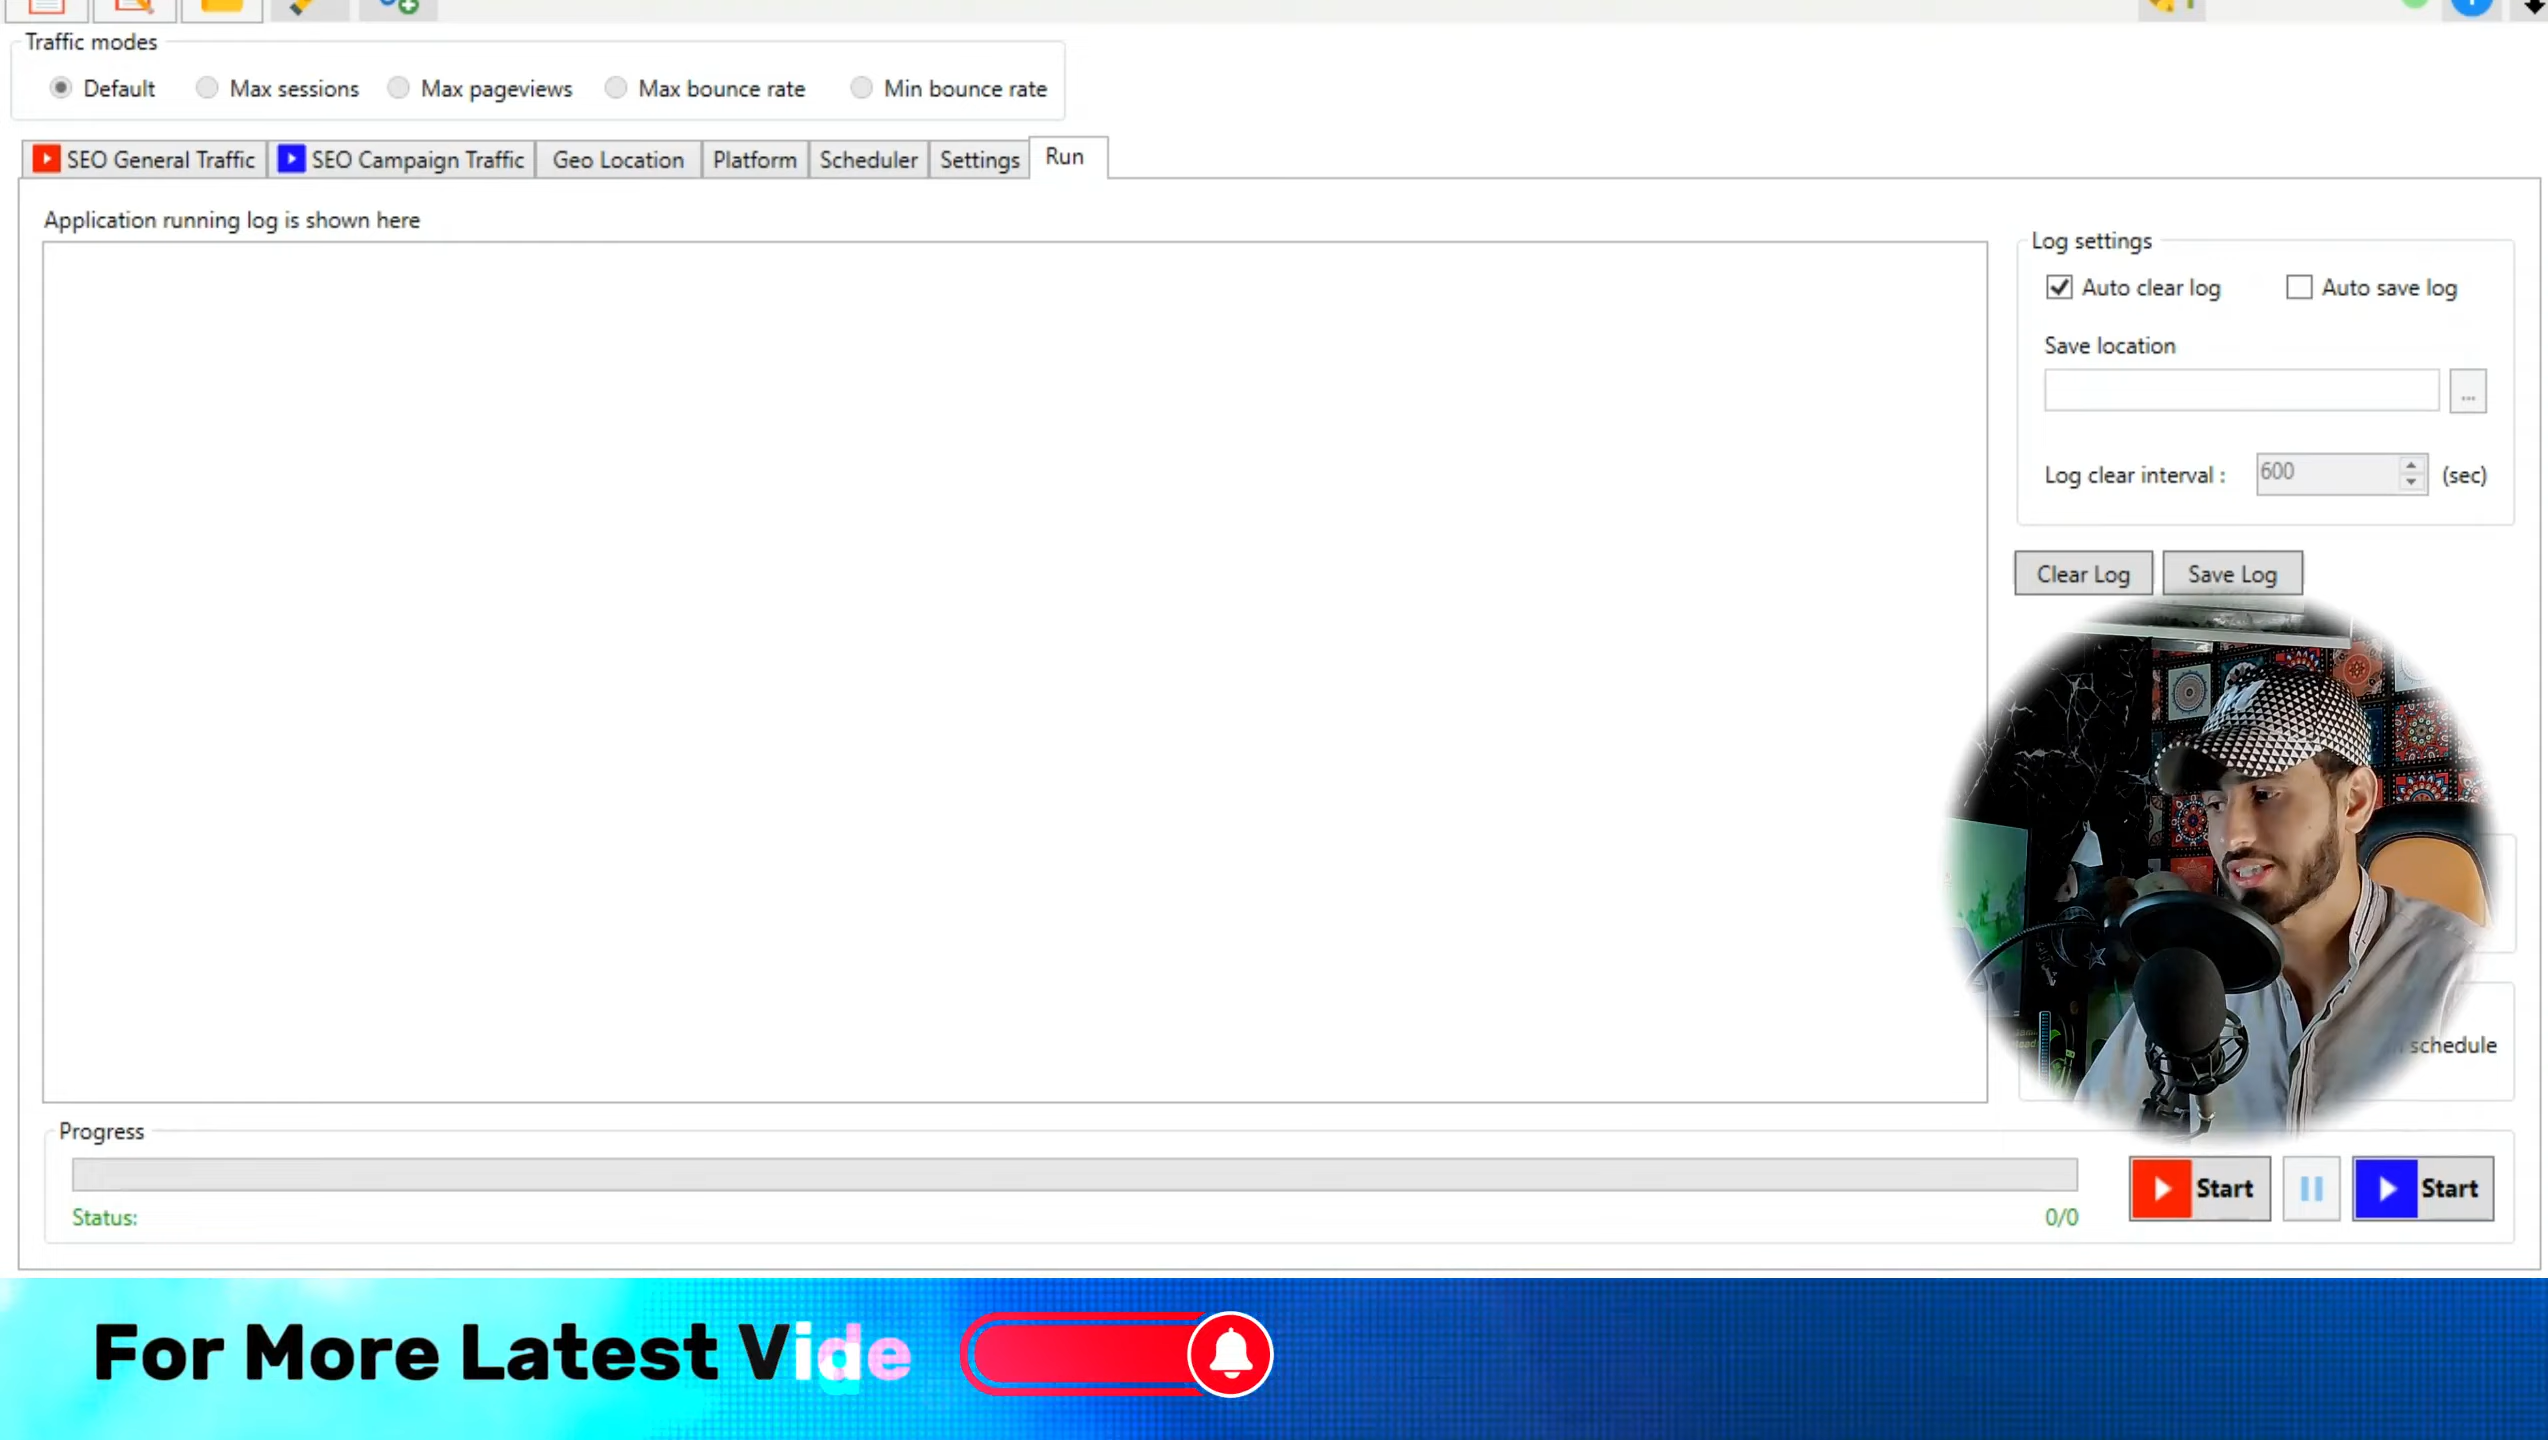 Traffic modes
Default Max sessions Max pageviews Max bounce rate Min bounce rate
SEO General Traffic SEO Campaign Traffic Geo Location Platform Scheduler Settings Run
Application running log is shown here
Log settings
Auto clear log Auto save log
Save location
...
Log clear interval : 600 (sec)
Clear Log Save Log
schedule
Progress
Status: 0/0
Start Start
For More Latest Vide